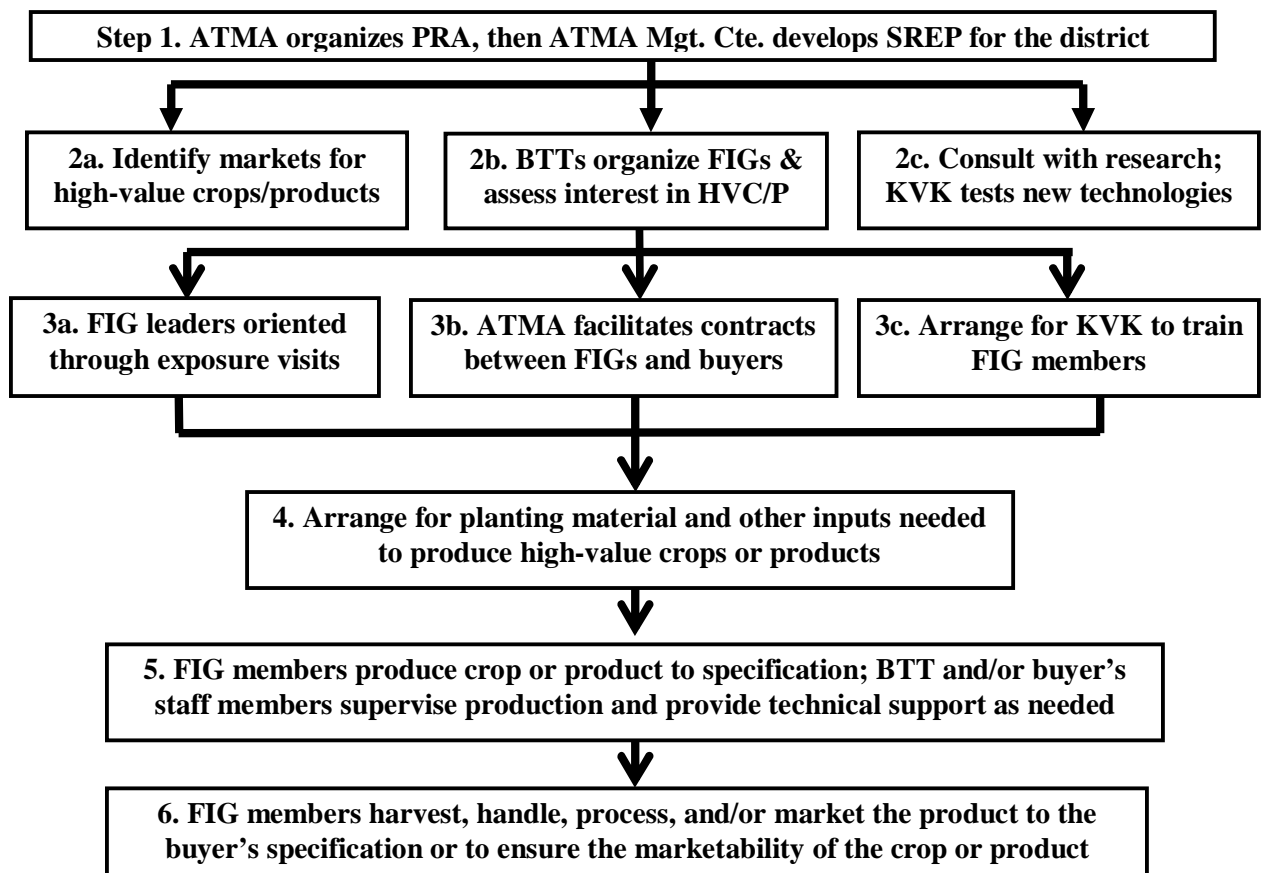 Step 1. ATMA organizes PRA, then ATMA Mgt. Cte. develops SREP for the district
2a. Identify markets for
high-value crops/products
2b. BTTs organize FIGs &
assess interest in HVC/P
2c. Consult with research;
KVK tests new technologies
3a. FIG leaders oriented
through exposure visits
3b. ATMA facilitates contracts
between FIGs and buyers
3c. Arrange for KVK to train
FIG members
4. Arrange for planting material and other inputs needed
to produce high-value crops or products
5. FIG members produce crop or product to specification; BTT and/or buyer’s
staff members supervise production and provide technical support as needed
6. FIG members harvest, handle, process, and/or market the product to the
buyer’s specification or to ensure the marketability of the crop or product